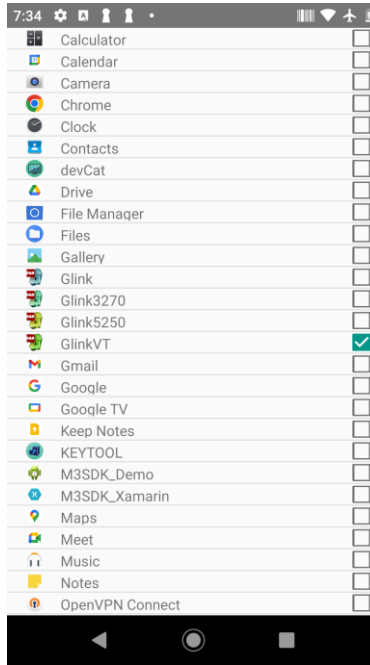 7:34
Calculator
Calendar
Camera
Chrome
Clock
Contacts
devCat
Drive
File Manager
Files
Gallery
Glink
Glink3270
Glink5250
GlinkVT
Gmail
Google
Google TV
Keep Notes
KEYTOOL
M3SDK_Demo
M3SDK_Xamarin
Maps
Meet
Music
Notes
OpenVPN Connect